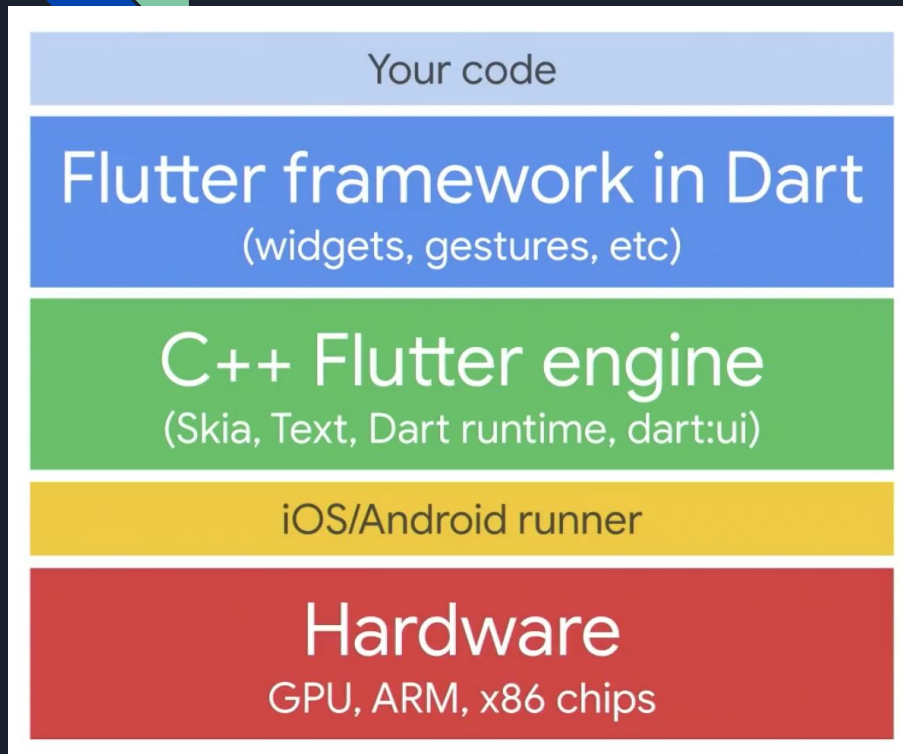 Your code
Flutter framework in Dart
(widgets, gestures, etc)
C++ Flutter engine
(Skia, Text, Dart runtime, dart:ui)
iOS/Android runner
Hardware
GPU, ARM, x86 chips